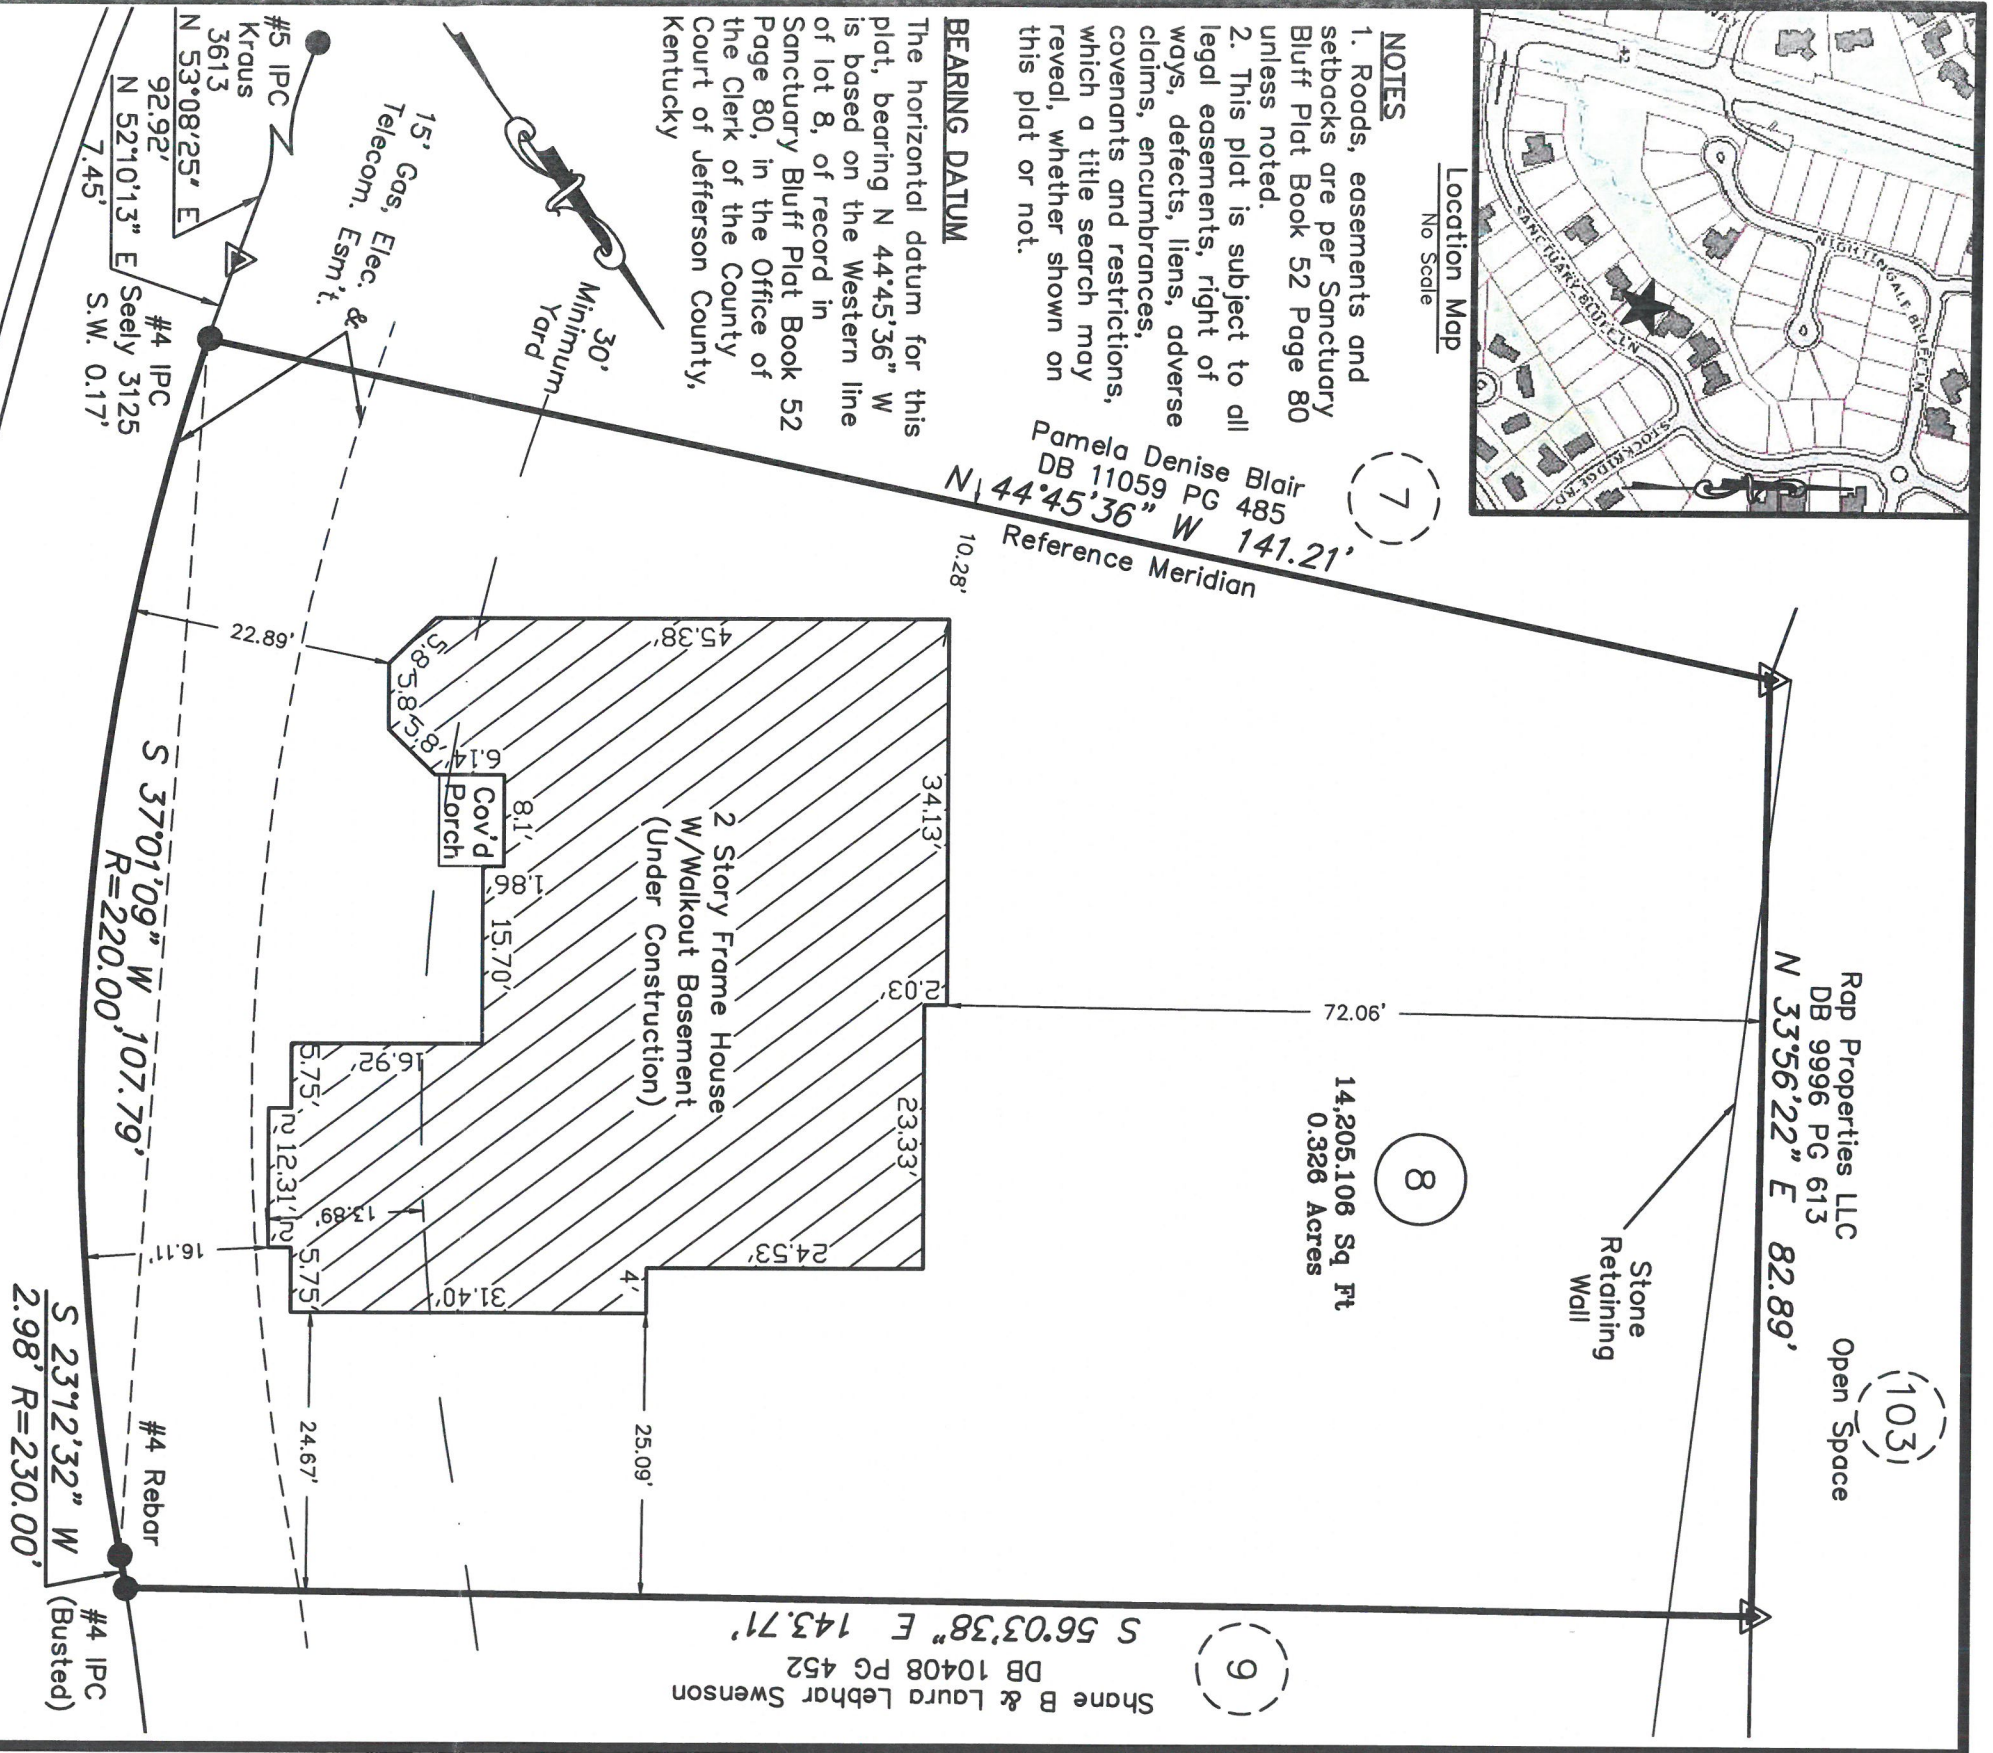 Location Map
No Scale
WAY
42
NIGHTINGALE BLUFF LN
SANCTUARY BLUFF LN
STOCKRIDGE RD
NOTES
1. Roads, easements and
setbacks are per Sanctuary
Bluff Plat Book 52 Page 80
unless noted.
2. This plat is subject to all
legal easements, right of
ways, defects, liens, adverse
claims, encumbrances,
covenants and restrictions,
which a title search may
reveal, whether shown on
this plat or not.
BEARING DATUM
The horizontal datum for this
plat, bearing N 44°45'36" W
is based on the Western line
of lot 8, of record in
Sanctuary Bluff Plat Book 52
Page 80, in the Office of
the Clerk of the County
Court of Jefferson County,
Kentucky
7
Pamela Denise Blair
DB 11059 PG 485
N 44°45'36" W 141.21'
Reference Meridian
103
Rap Properties LLC
DB 9996 PG 613
Open Space
N 33°56'22" E 82.89'
Stone
Retaining
Wall
8
14,205.106 Sq Ft
0.326 Acres
72.06'
10.28'
34.13'
2.03'
23.33'
24.53'
4'
45.38'
2 Story Frame House
W/Walkout Basement
(Under Construction)
25.09'
31.40'
8.1'
1.86'
15.70'
Cov'd
Porch
6.14'
5.8'
5.8'
5.8'
16.92'
5.75'
2'
12.31'
2'
5.75'
13.89'
24.67'
22.89'
16.11'
30'
Minimum
Yard
15' Gas, Elec. &
Telecom. Esm't.
#5 IPC
Kraus
3613
N 53°08'25" E
92.92'
N 52°10'13" E
7.45'
#4 IPC
Seely 3125
S.W. 0.17'
S 37°01'09" W 107.79'
R=220.00'
#4 Rebar
S 23°12'32" W
2.98' R=230.00'
#4 IPC
(Busted)
9
S 56°03'38" E 143.71'
DB 10408 PG 452
Shane B & Laura Lebhar Swenson